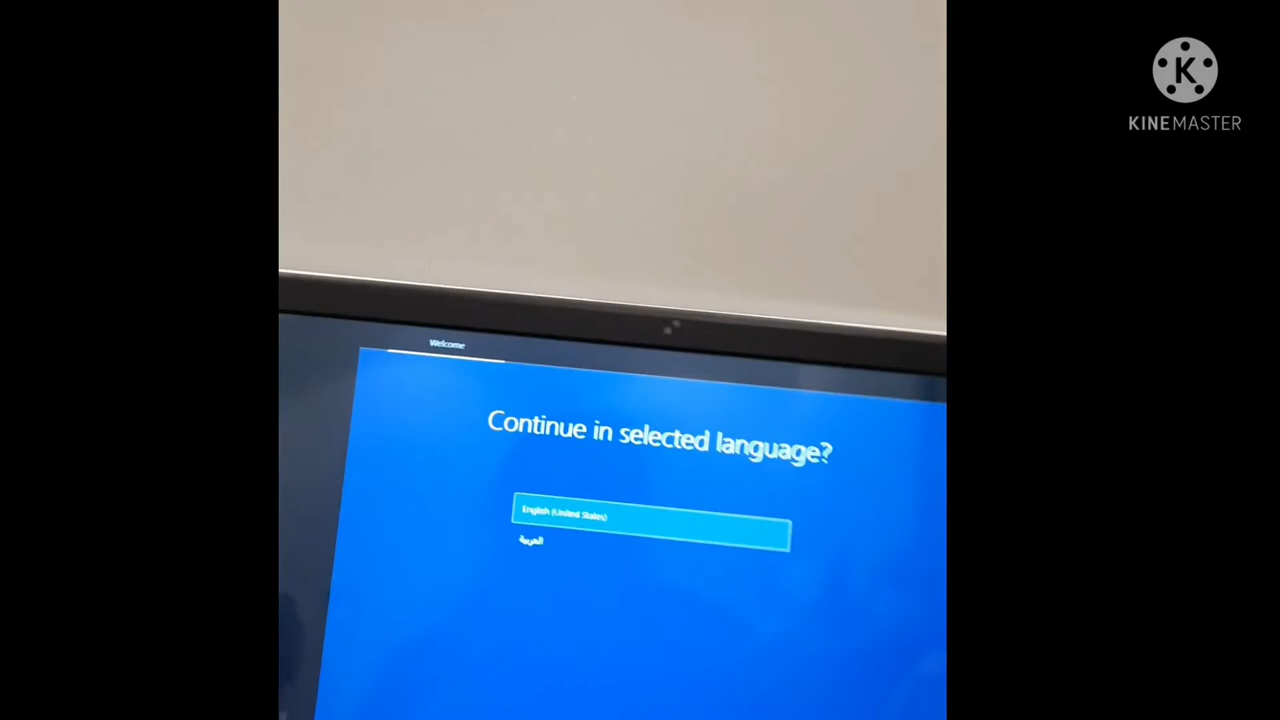 K
KINEMASTER
Welcome
Continue in selected language?
English (United States)
العربية